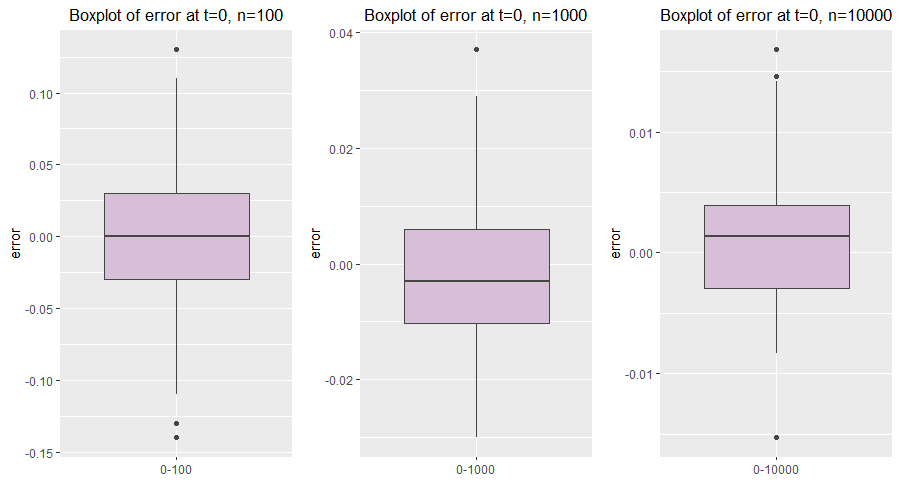 Boxplot of error at t=0, n=100
error
0.10
0.05
0.00
-0.05
-0.10
-0.15
0-100
Boxplot of error at t=0, n=1000
error
0.04
0.02
0.00
-0.02
0-1000
Boxplot of error at t=0, n=10000
error
0.01
0.00
-0.01
0-10000